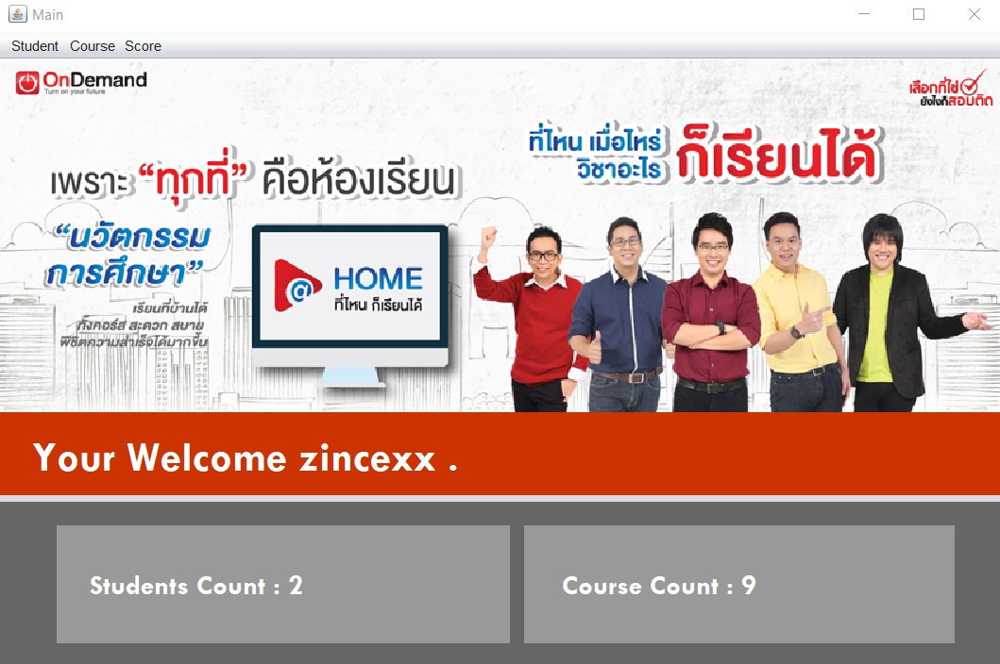 Main
Student Course Score
OnDemand
Turn on your future
เลือกที่ใช่
ยังไงก็สอบติด
ที่ไหน เมื่อไหร่
วิชาอะไร
ก็เรียนได้
เพราะ “ทุกที่” คือห้องเรียน
“นวัตกรรม
การศึกษา”
เรียนที่บ้านได้
ทั้งคอร์ส สะดวก สบาย
พิชิตความสำเร็จได้มากขึ้น
@ HOME
ที่ไหน ก็เรียนได้
Your Welcome zincexx .
Students Count : 2
Course Count : 9